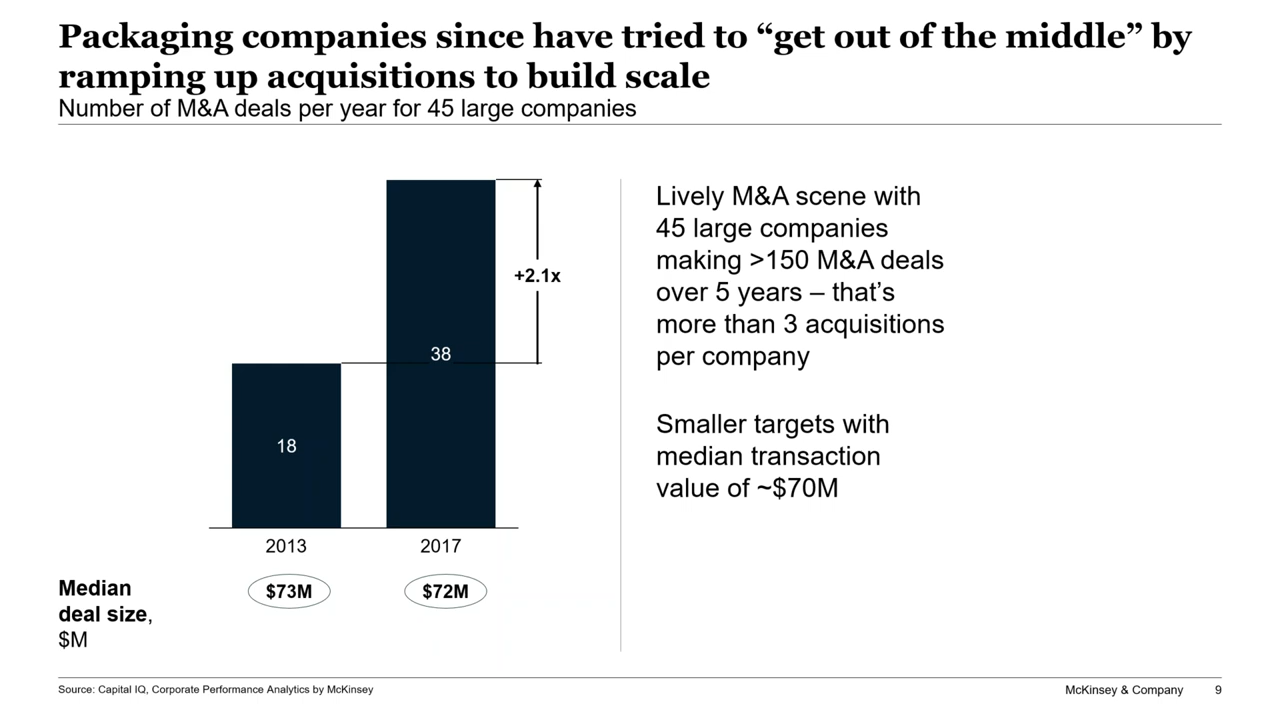 Packaging companies since have tried to “get out of the middle” by
ramping up acquisitions to build scale
Number of M&A deals per year for 45 large companies
+2.1x
38
18
2013
2017
Median
deal size,
$M
$73M
$72M
Lively M&A scene with
45 large companies
making >150 M&A deals
over 5 years – that’s
more than 3 acquisitions
per company
Smaller targets with
median transaction
value of ~$70M
Source: Capital IQ, Corporate Performance Analytics by McKinsey
McKinsey & Company
9